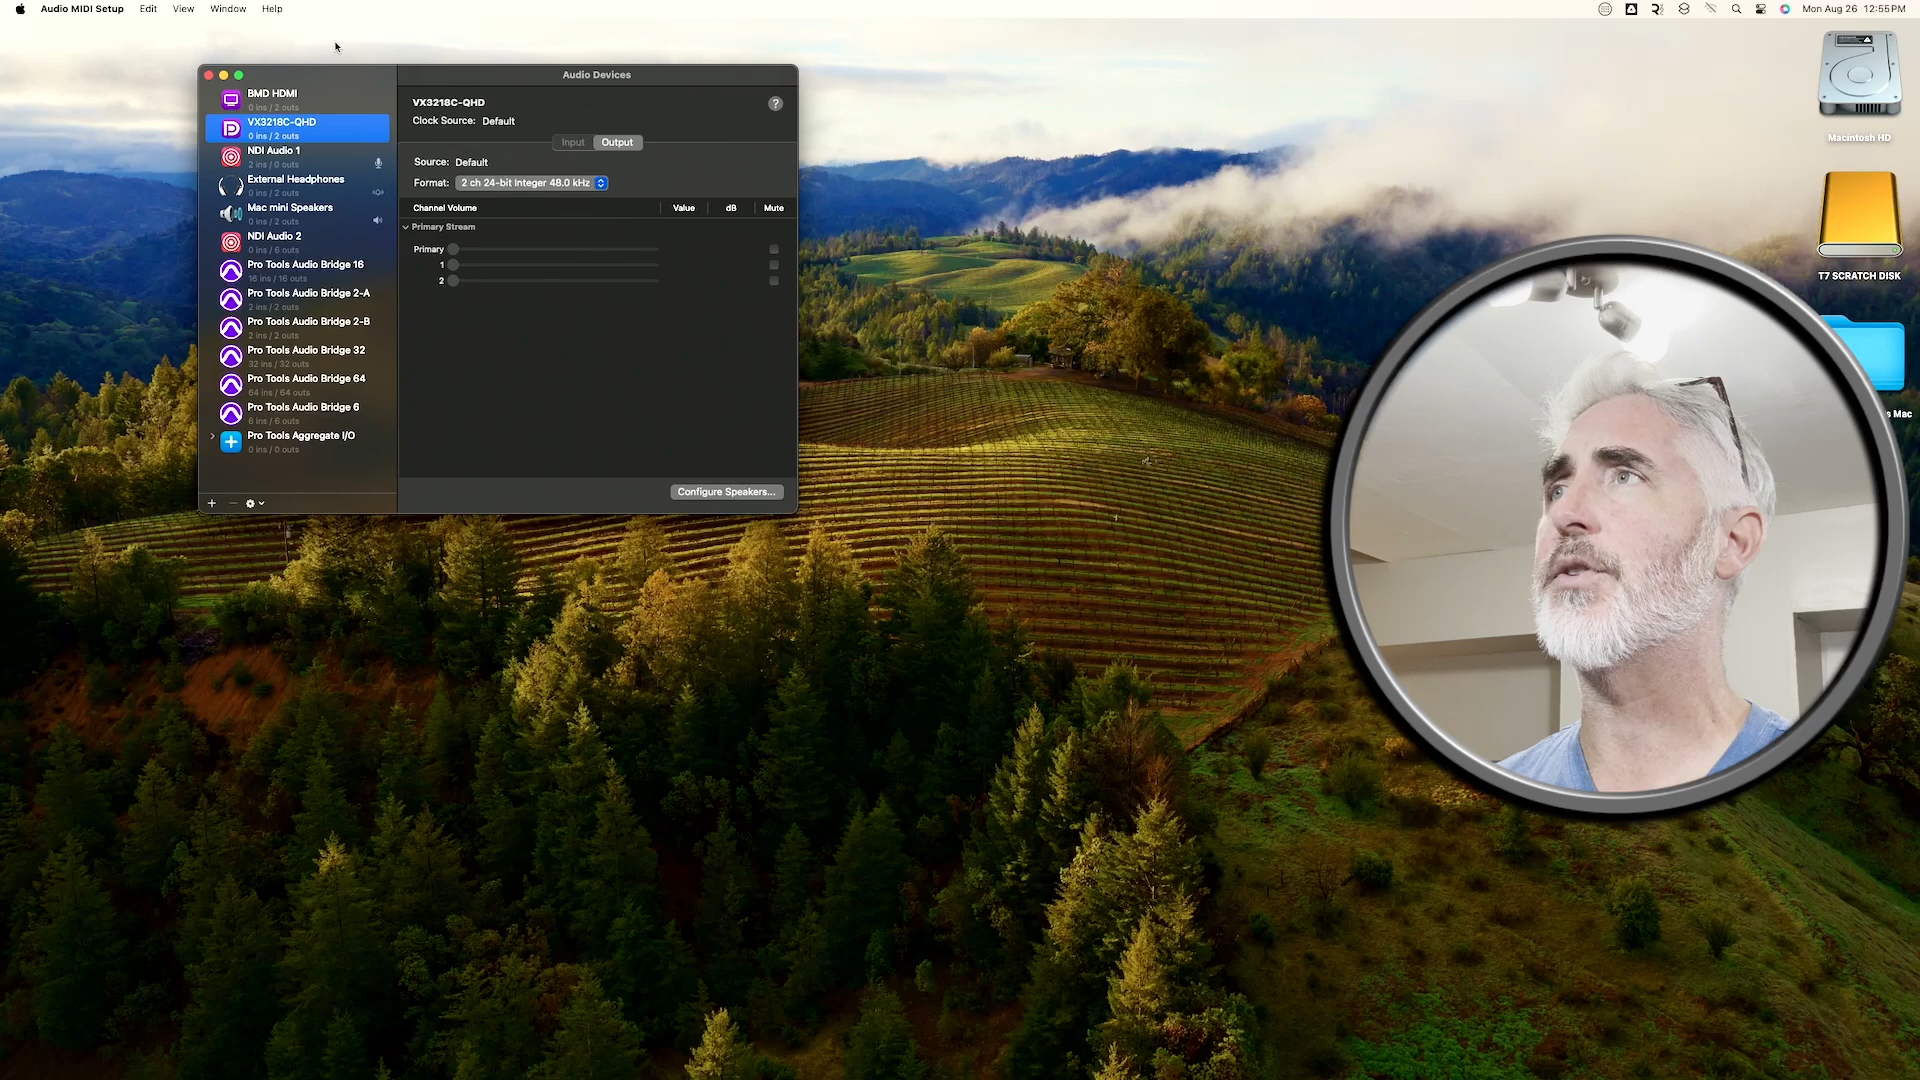 Audio MIDI Setup Edit View Window Help
Mon Aug 26 12:55PM
Audio Devices
BMD HDMI
0 ins / 2 outs
VX3218C-QHD
0 ins / 2 outs
NDI Audio 1
2 ins / 0 outs
External Headphones
0 ins / 2 outs
Mac mini Speakers
0 ins / 2 outs
NDI Audio 2
0 ins / 6 outs
Pro Tools Audio Bridge 16
16 ins / 16 outs
Pro Tools Audio Bridge 2-A
2 ins / 2 outs
Pro Tools Audio Bridge 2-B
2 ins / 2 outs
Pro Tools Audio Bridge 32
32 ins / 32 outs
Pro Tools Audio Bridge 64
64 ins / 64 outs
Pro Tools Audio Bridge 6
6 ins / 6 outs
Pro Tools Aggregate I/O
0 ins / 0 outs
VX3218C-QHD
?
Clock Source: Default
Input Output
Source: Default
Format: 2 ch 24-bit Integer 48.0 kHz
Channel Volume Value dB Mute
Primary Stream
Primary
1
2
Configure Speakers...
Macintosh HD
T7 SCRATCH DISK
s Mac